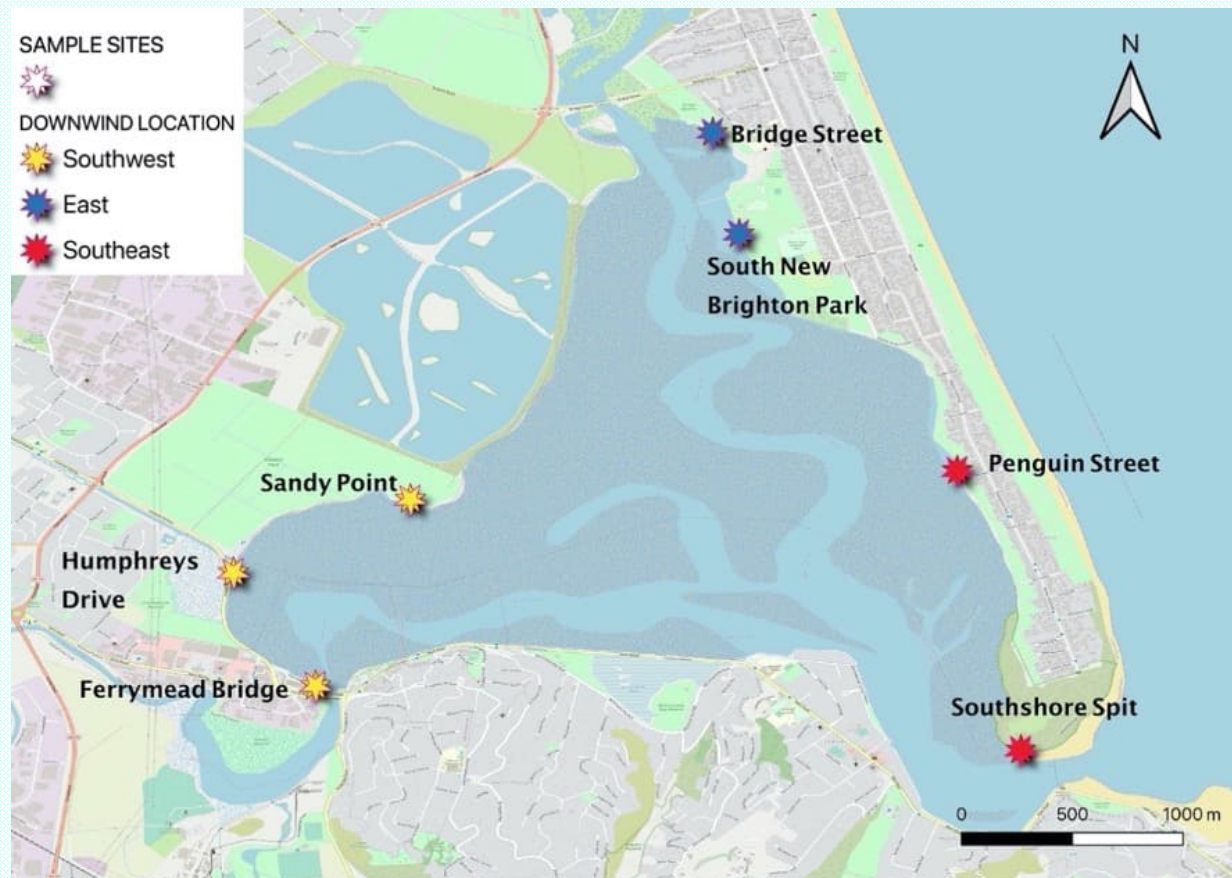 SAMPLE SITES
DOWNWIND LOCATION
Southwest
East
Southeast
N
Bridge Street
South New
Brighton Park
Penguin Street
Sandy Point
Humphreys
Drive
Ferrymead Bridge
Southshore Spit
0 500 1000 m